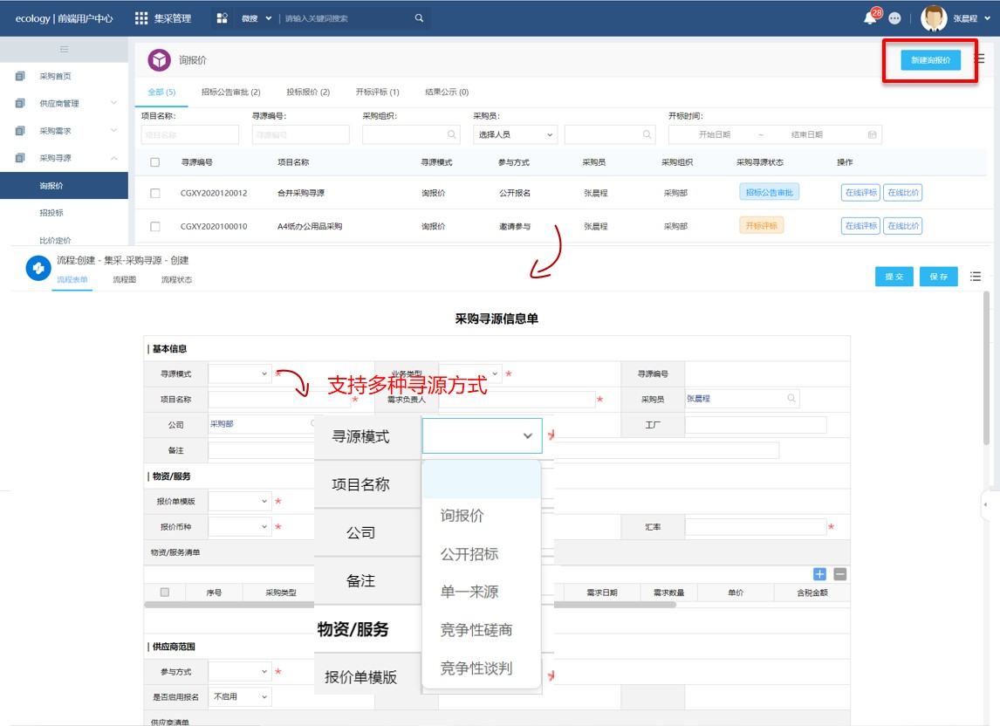 ecology | 前端用户中心 集采管理 微搜 请输入关键词搜索 28 张晨程
询报价 新建询报价
采购首页
供应商管理
采购需求
采购寻源
询报价
招投标
比价定价
全部 (5) 招标公告审批 (2) 投标报价 (2) 开标评标 (1) 结果公示 (0)
项目名称: 寻源编号: 采购组织: 采购员: 开标时间:
项目名称 寻源编号 选择人员 开始日期 ~ 结束日期
寻源编号 项目名称 寻源模式 参与方式 采购员 采购组织 采购寻源状态 操作
CGXY2020120012 合并采购寻源 询报价 公开报名 张晨程 采购部 招标公告审批 在线评标 在线比价
CGXY2020100010 A4纸办公用品采购 询报价 邀请参与 张晨程 采购部 开标评标 在线评标 在线比价
流程:创建 - 集采-采购寻源 - 创建
流程表单 流程图 流程状态 提交 保存
采购寻源信息单
基本信息
寻源模式 * 业务类型 * 寻源编号
支持多种寻源方式
项目名称 * 需求负责人 * 采购员 张晨程
公司 采购部 工厂
备注
物资/服务
报价单模版 *
报价币种 * 汇率 *
物资/服务清单
序号 采购类型 需求日期 需求数量 单价 含税金额
供应商范围
参与方式 *
是否启用报名 不启用
供应商清单
寻源模式 *
项目名称
公司
备注
物资/服务
报价单模版 *
询报价
公开招标
单一来源
竞争性磋商
竞争性谈判